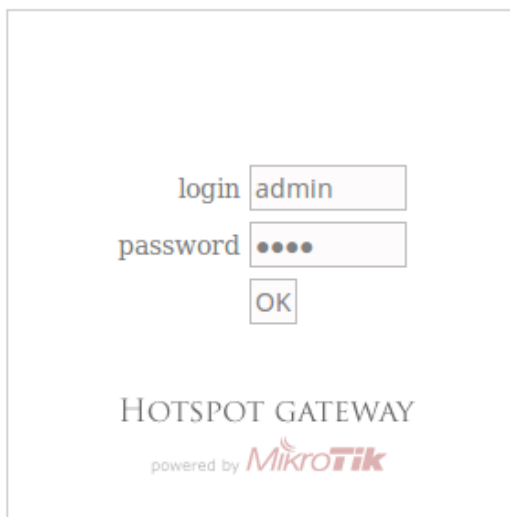 login admin
password ●●●●
OK
HOTSPOT GATEWAY
powered by MikroTik